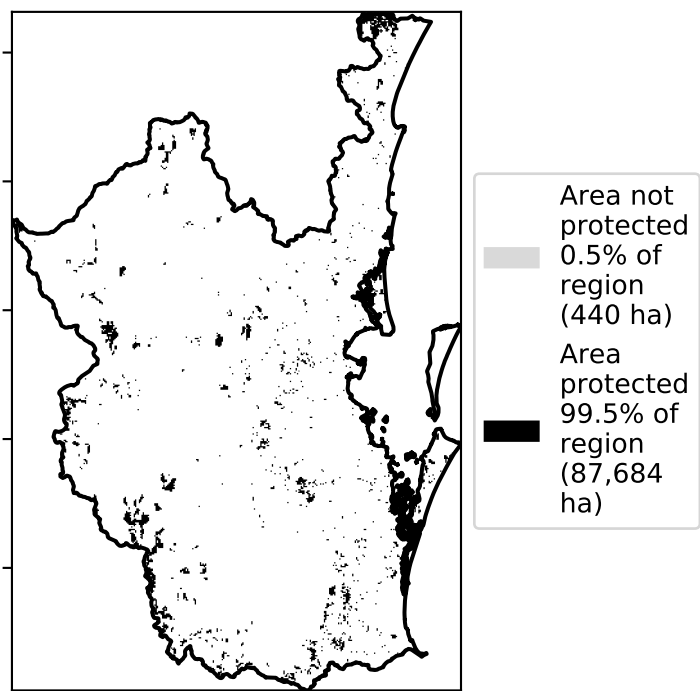 Area not
protected
0.5% of
region
(440 ha)
Area
protected
99.5% of
region
(87,684
ha)